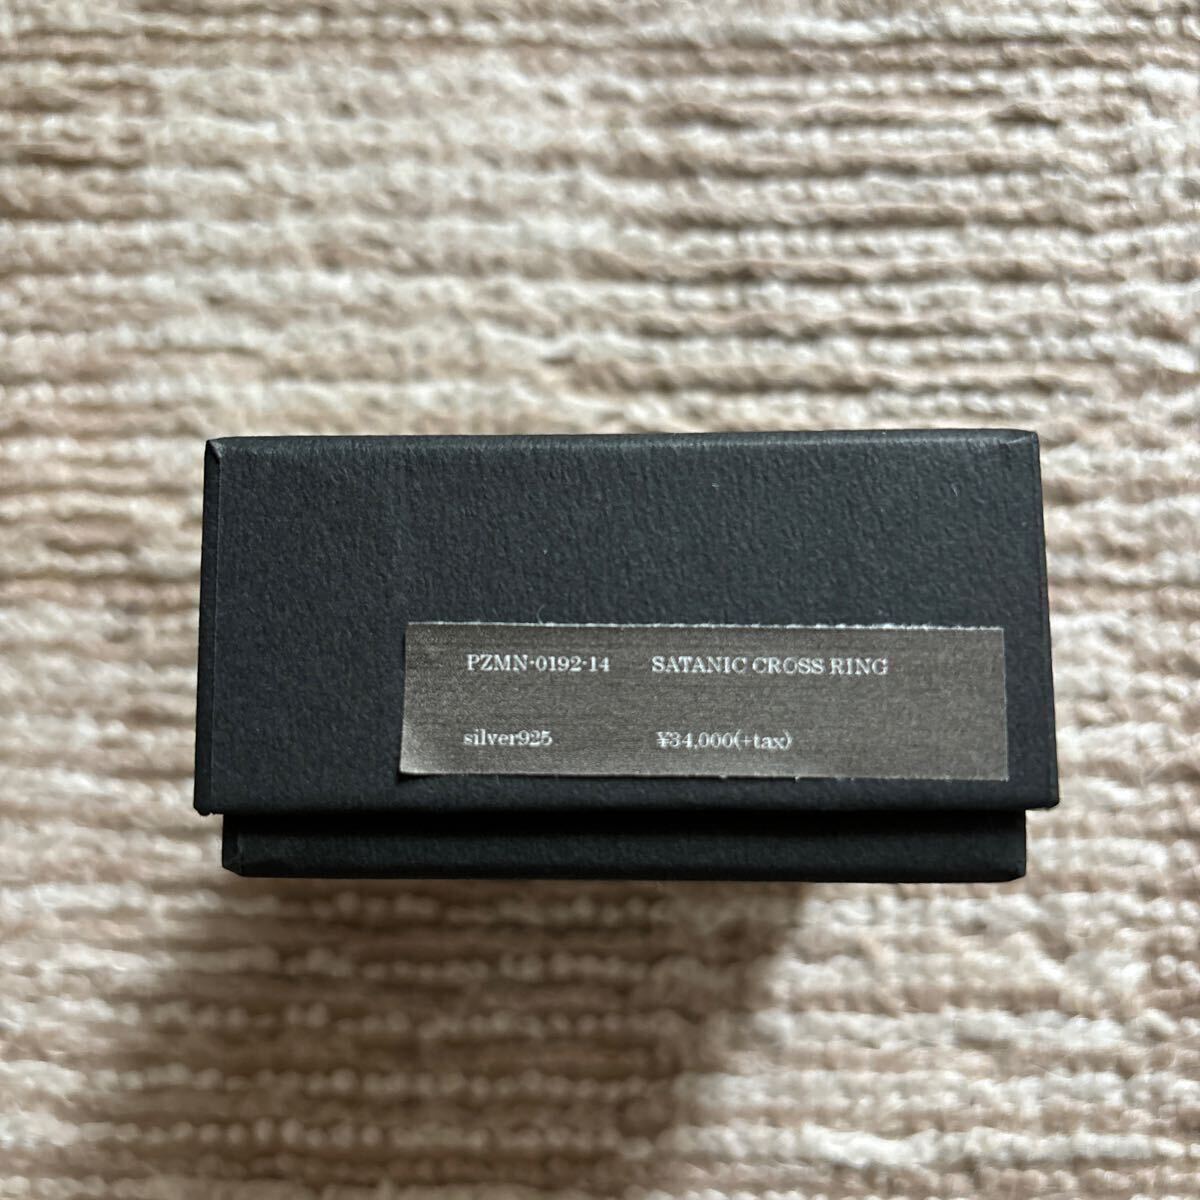 PZMN-0192-14 SATANIC CROSS RING
silver925 ¥34,000(+tax)